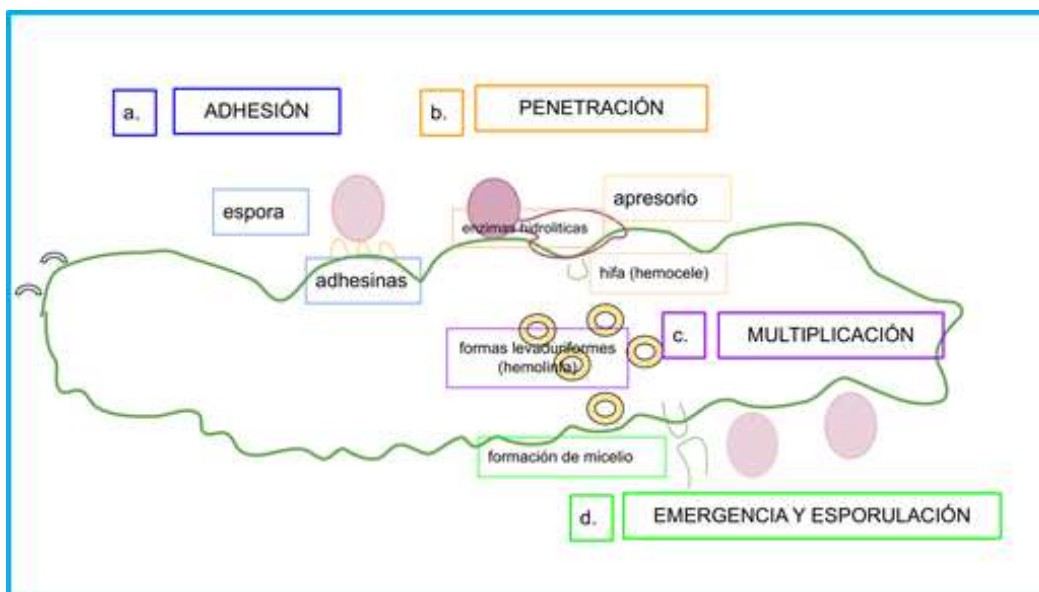 a. ADHESIÓN
b. PENETRACIÓN
espora
apresorio
enzimas hidrolíticas
adhesinas
hifa (hemocele)
c. MULTIPLICACIÓN
formas levaduriformes
(hemolinfa)
formación de micelio
d. EMERGENCIA Y ESPORULACIÓN